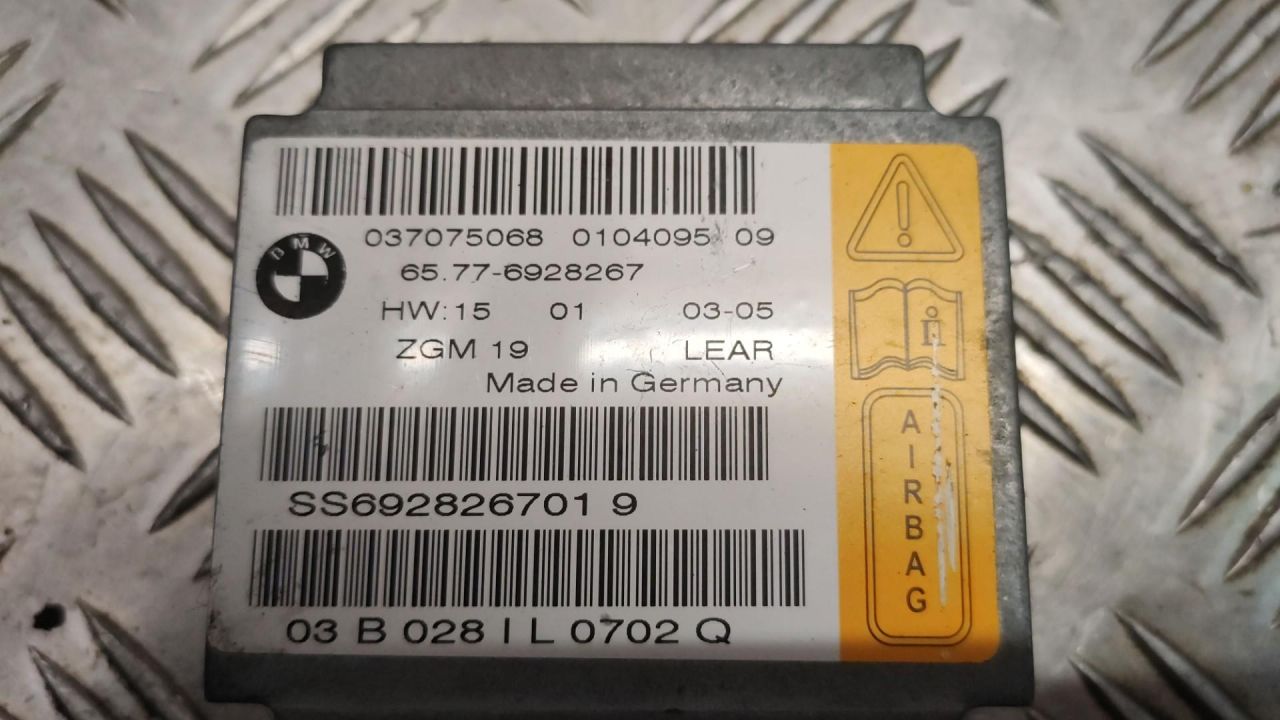 037075068 0104095 09
BMW
65.77-6928267
HW:15 01 03-05
ZGM 19 LEAR
Made in Germany
SS692826701 9
03 B 028 I L 0702 Q
! 
i
AIRBAG